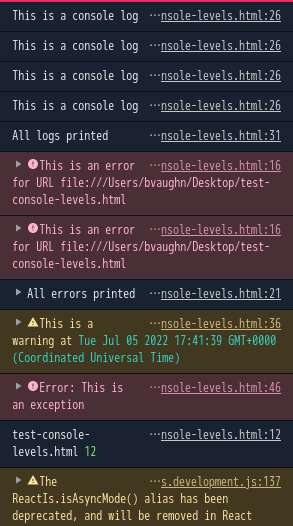 This is a console log …nsole-levels.html:26
This is a console log …nsole-levels.html:26
This is a console log …nsole-levels.html:26
This is a console log …nsole-levels.html:26
All logs printed …nsole-levels.html:31
This is an error …nsole-levels.html:16
for URL file:///Users/bvaughn/Desktop/test-
console-levels.html
This is an error …nsole-levels.html:16
for URL file:///Users/bvaughn/Desktop/test-
console-levels.html
All errors printed …nsole-levels.html:21
This is a …nsole-levels.html:36
warning at Tue Jul 05 2022 17:41:39 GMT+0000
(Coordinated Universal Time)
Error: This is …nsole-levels.html:46
an exception
test-console- …nsole-levels.html:12
levels.html 12
The …s.development.js:137
ReactIs.isAsyncMode() alias has been
deprecated, and will be removed in React